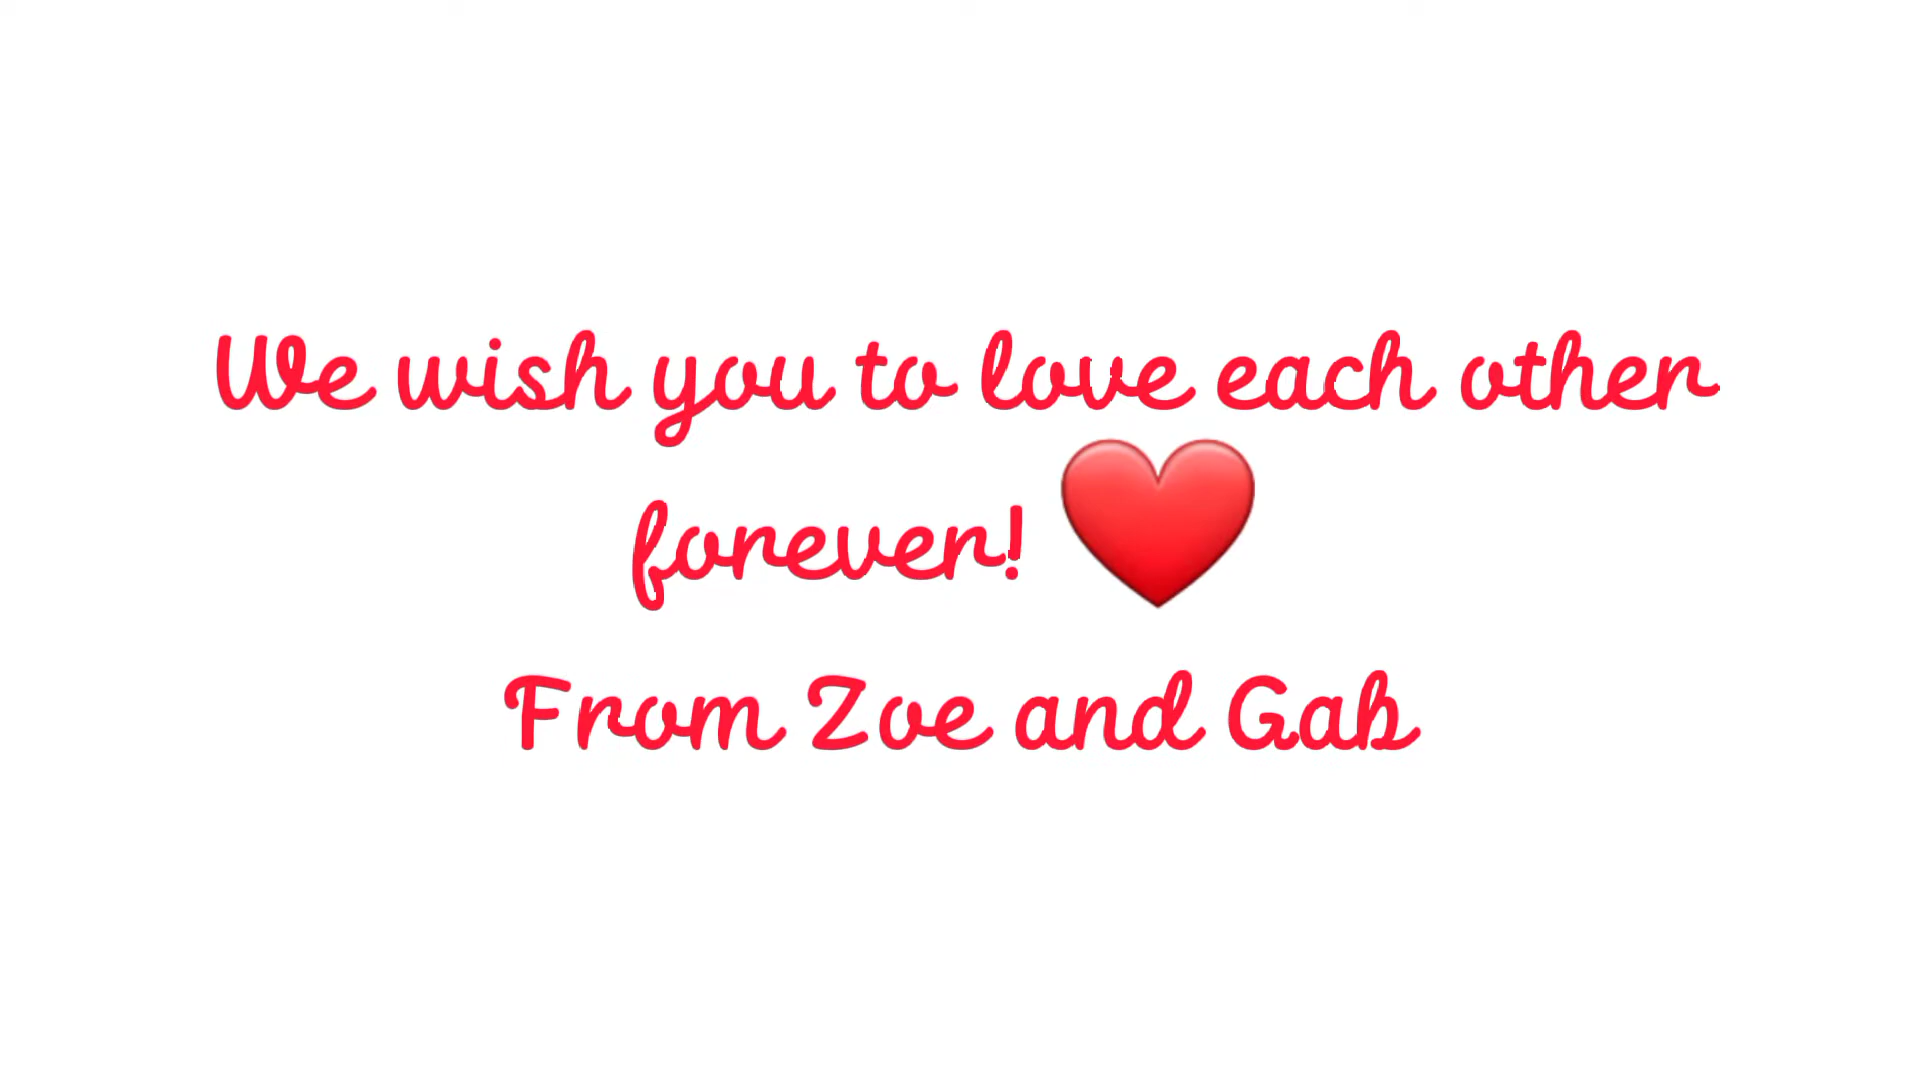 We wish you to love each other
forever! ❤️
From Zoe and Gab